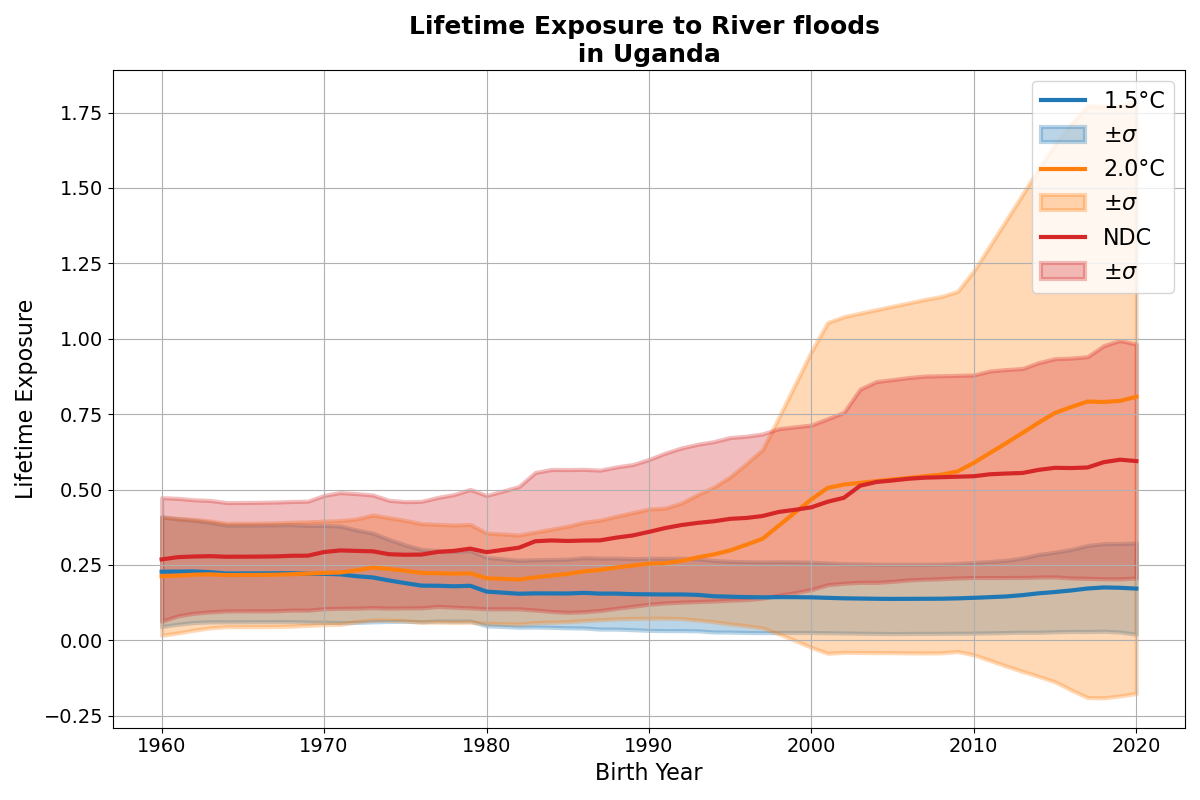 Lifetime Exposure to River floods
in Uganda
Lifetime Exposure
1.75
1.50
1.25
1.00
0.75
0.50
0.25
0.00
−0.25
1960
1970
1980
1990
2000
2010
2020
Birth Year
1.5°C
±σ
2.0°C
±σ
NDC
±σ